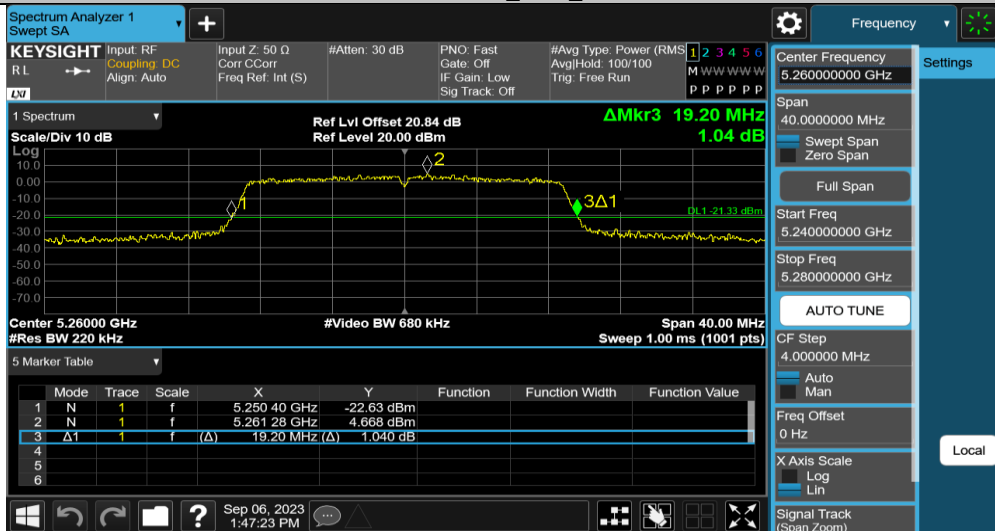 Spectrum Analyzer 1
Swept SA
+
Frequency
KEYSIGHT
R L
LXI
Input: RF
Coupling: DC
Align: Auto
Input Z: 50 Ω
Corr CCorr
Freq Ref: Int (S)
#Atten: 30 dB
PNO: Fast
Gate: Off
IF Gain: Low
Sig Track: Off
#Avg Type: Power (RMS
Avg|Hold: 100/100
Trig: Free Run
1 2 3 4 5 6
M W W W W W
P P P P P P
1 Spectrum
Scale/Div 10 dB
Log
Ref Lvl Offset 20.84 dB
Ref Level 20.00 dBm
ΔMkr3 19.20 MHz
1.04 dB
10.0
0.00
-10.0
-20.0
-30.0
-40.0
-50.0
-60.0
-70.0
1
2
3Δ1
DL1 -21.33 dBm
Center 5.26000 GHz
#Res BW 220 kHz
#Video BW 680 kHz
Span 40.00 MHz
Sweep 1.00 ms (1001 pts)
5 Marker Table
Mode Trace Scale X Y Function Function Width Function Value
1 N 1 f 5.250 40 GHz -22.63 dBm
2 N 1 f 5.261 28 GHz 4.668 dBm
3 Δ1 1 f (Δ) 19.20 MHz (Δ) 1.040 dB
4
5
6
?
Sep 06, 2023
1:47:23 PM
Center Frequency
5.260000000 GHz
Span
40.0000000 MHz
Swept Span
Zero Span
Full Span
Start Freq
5.240000000 GHz
Stop Freq
5.280000000 GHz
AUTO TUNE
CF Step
4.000000 MHz
Auto
Man
Freq Offset
0 Hz
X Axis Scale
Log
Lin
Signal Track
(Span Zoom)
Settings
Local